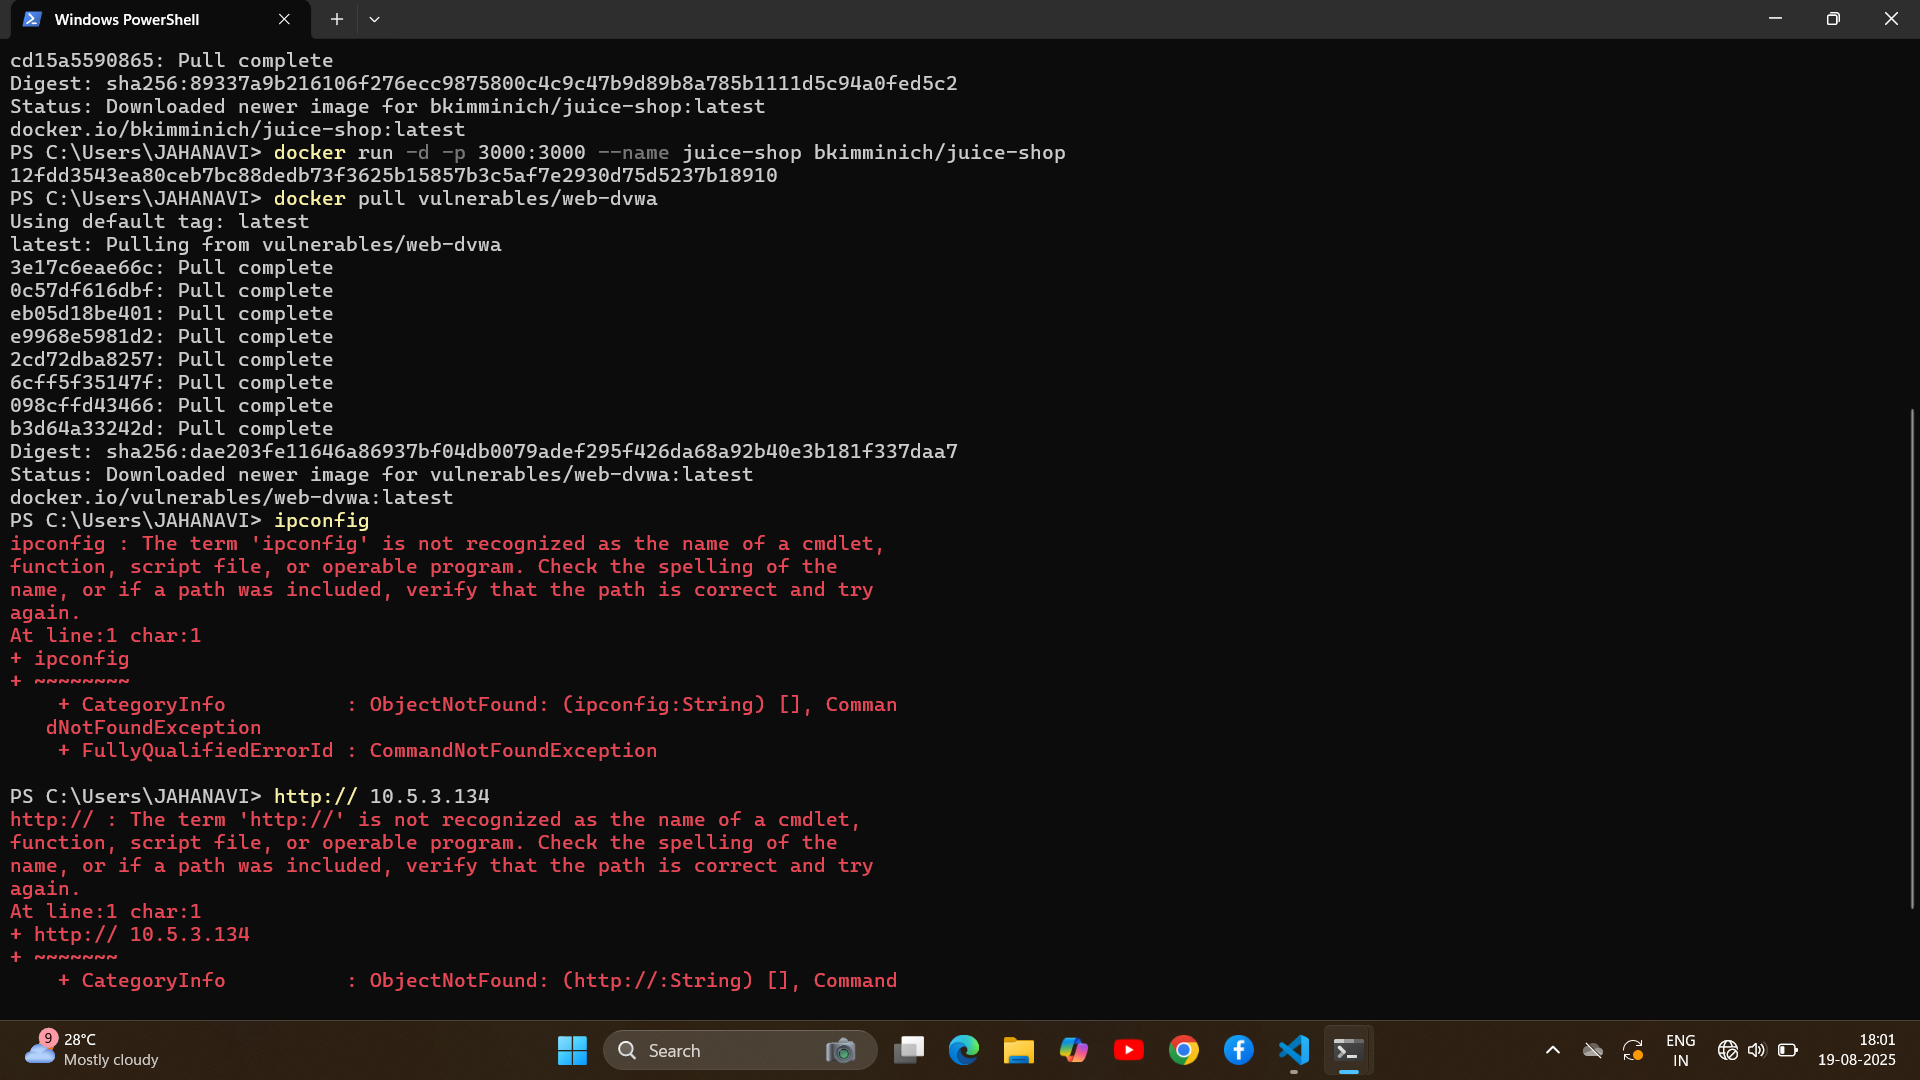 Windows PowerShell
cd15a5590865: Pull complete
Digest: sha256:89337a9b216106f276ecc9875800c4c9c47b9d89b8a785b1111d5c94a0fed5c2
Status: Downloaded newer image for bkimminich/juice-shop:latest
docker.io/bkimminich/juice-shop:latest
PS C:\Users\JAHANAVI> docker run -d -p 3000:3000 --name juice-shop bkimminich/juice-shop
12fdd3543ea80ceb7bc88dedb73f3625b15857b3c5af7e2930d75d5237b18910
PS C:\Users\JAHANAVI> docker pull vulnerables/web-dvwa
Using default tag: latest
latest: Pulling from vulnerables/web-dvwa
3e17c6eae66c: Pull complete
0c57df616dbf: Pull complete
eb05d18be401: Pull complete
e9968e5981d2: Pull complete
2cd72dba8257: Pull complete
6cff5f35147f: Pull complete
098cffd43466: Pull complete
b3d64a33242d: Pull complete
Digest: sha256:dae203fe11646a86937bf04db0079adef295f426da68a92b40e3b181f337daa7
Status: Downloaded newer image for vulnerables/web-dvwa:latest
docker.io/vulnerables/web-dvwa:latest
PS C:\Users\JAHANAVI> ipconfig
ipconfig : The term 'ipconfig' is not recognized as the name of a cmdlet,
function, script file, or operable program. Check the spelling of the
name, or if a path was included, verify that the path is correct and try
again.
At line:1 char:1
+ ipconfig
+ ~~~~~~~~
    + CategoryInfo          : ObjectNotFound: (ipconfig:String) [], Comman
   dNotFoundException
    + FullyQualifiedErrorId : CommandNotFoundException
PS C:\Users\JAHANAVI> http:// 10.5.3.134
http:// : The term 'http://' is not recognized as the name of a cmdlet,
function, script file, or operable program. Check the spelling of the
name, or if a path was included, verify that the path is correct and try
again.
At line:1 char:1
+ http:// 10.5.3.134
+ ~~~~~~~
    + CategoryInfo          : ObjectNotFound: (http://:String) [], Command
9
28°C
Mostly cloudy
Search
ENG
IN
18:01
19-08-2025